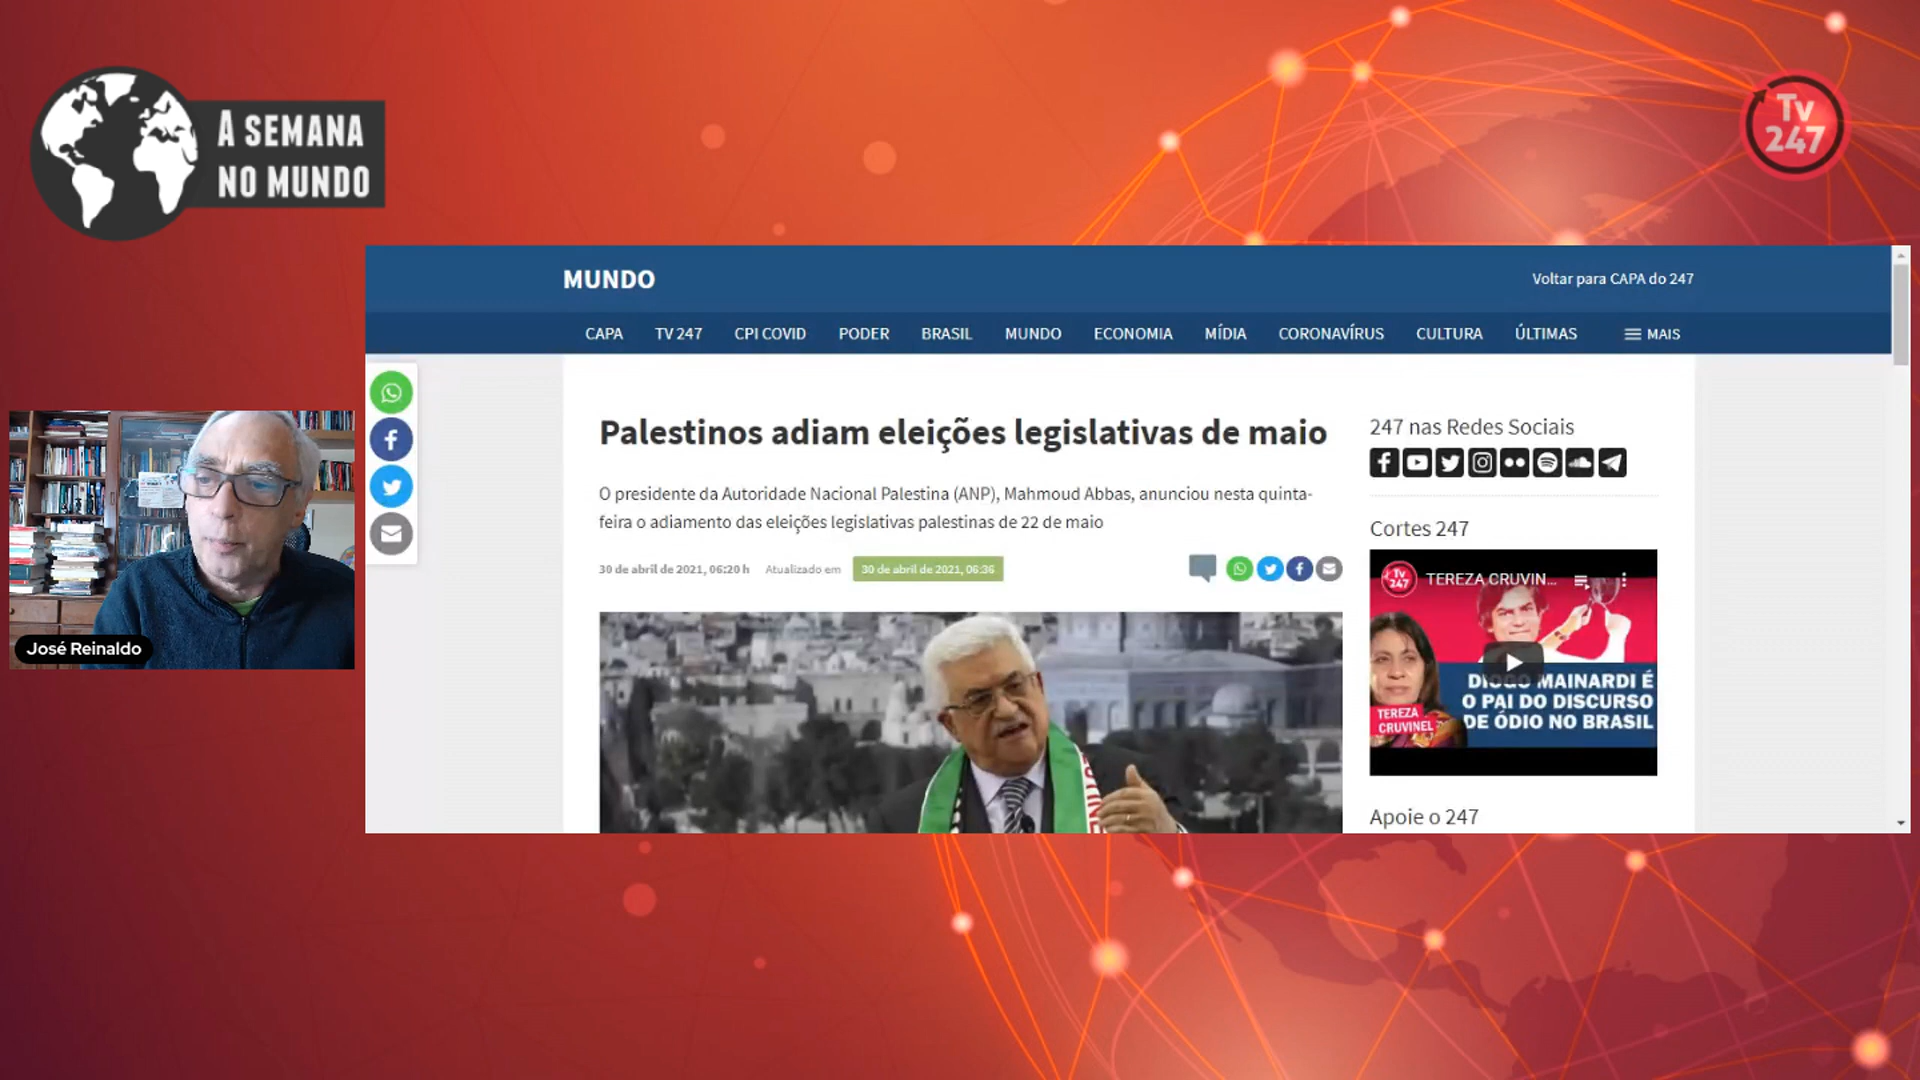 A SEMANA
NO MUNDO
Tv
247
MUNDO
Voltar para CAPA do 247
CAPA TV 247 CPI COVID PODER BRASIL MUNDO ECONOMIA MÍDIA CORONAVÍRUS CULTURA ÚLTIMAS MAIS
Palestinos adiam eleições legislativas de maio
O presidente da Autoridade Nacional Palestina (ANP), Mahmoud Abbas, anunciou nesta quinta-
feira o adiamento das eleições legislativas palestinas de 22 de maio
30 de abril de 2021, 06:20 h Atualizado em 30 de abril de 2021, 06:36
247 nas Redes Sociais
Cortes 247
Tv
247
TEREZA CRUVIN...
DIOGO MAINARDI É
O PAI DO DISCURSO
DE ÓDIO NO BRASIL
TEREZA
CRUVINEL
Apoie o 247
José Reinaldo